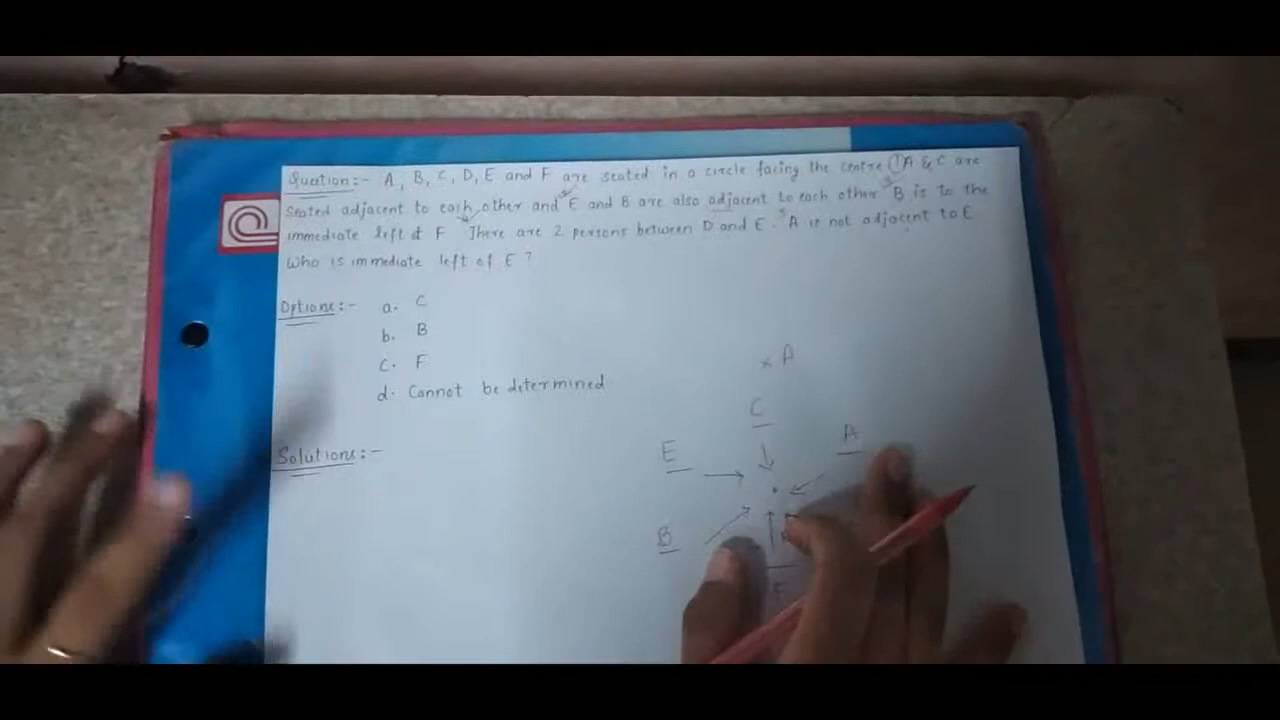 Question:- A, B, C, D, E and F are seated in a circle facing the centre ① A & C are
seated adjacent to each other and E and B are also adjacent to each other B is to the
immediate left of F There are 2 persons between D and E. A is not adjacent to E
Who is immediate left of E ?
Options:- a. C
b. B
c. F
d. Cannot be determined
x A
C
A
E
Solutions:-
B